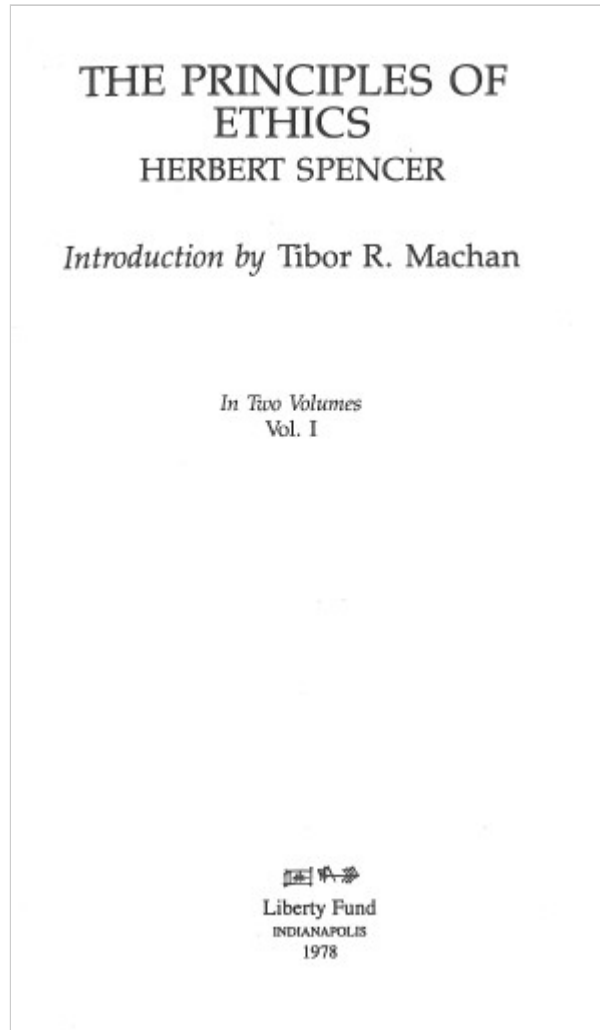 THE PRINCIPLES OF
ETHICS
HERBERT SPENCER
Introduction by Tibor R. Machan
In Two Volumes
Vol. I
Liberty Fund
INDIANAPOLIS
1978